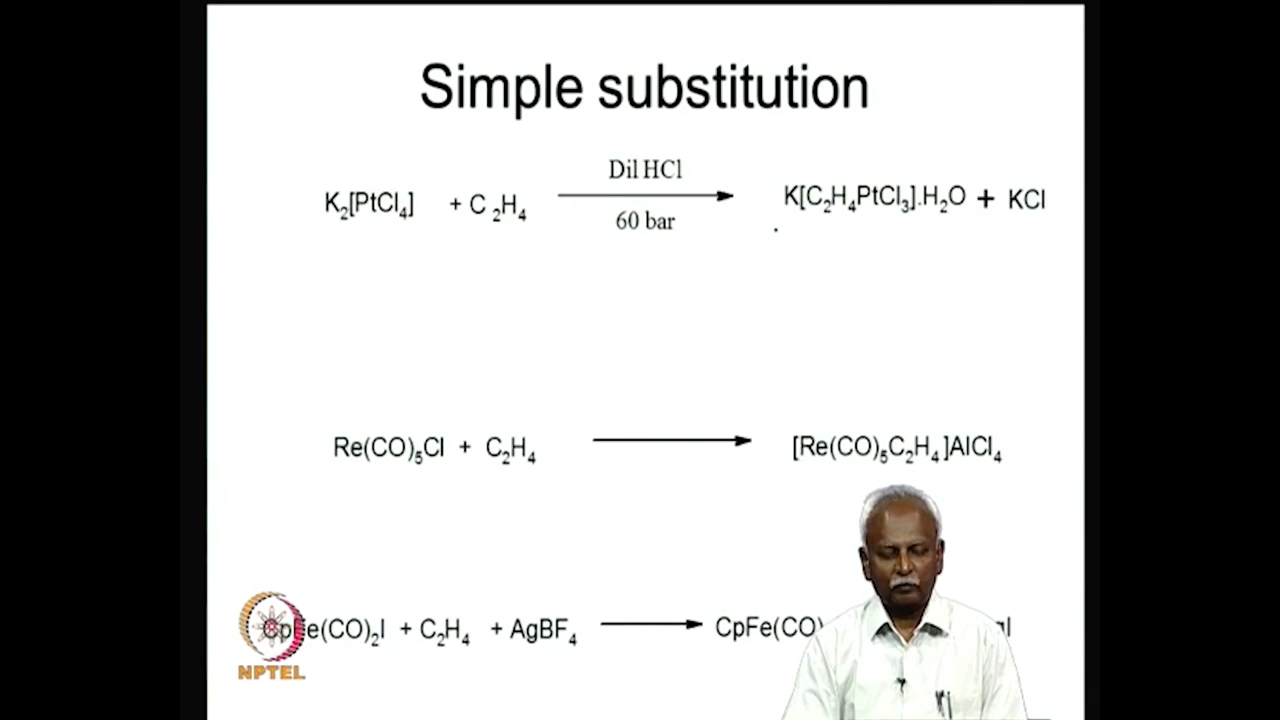 Simple substitution
Dil HCl
K₂[PtCl₄] + C₂H₄ K[C₂H₄PtCl₃].H₂O + KCl
60 bar
Re(CO)₅Cl + C₂H₄ [Re(CO)₅C₂H₄]AlCl₄
CpFe(CO)₂I + C₂H₄ + AgBF₄ CpFe(CO)
NPTEL